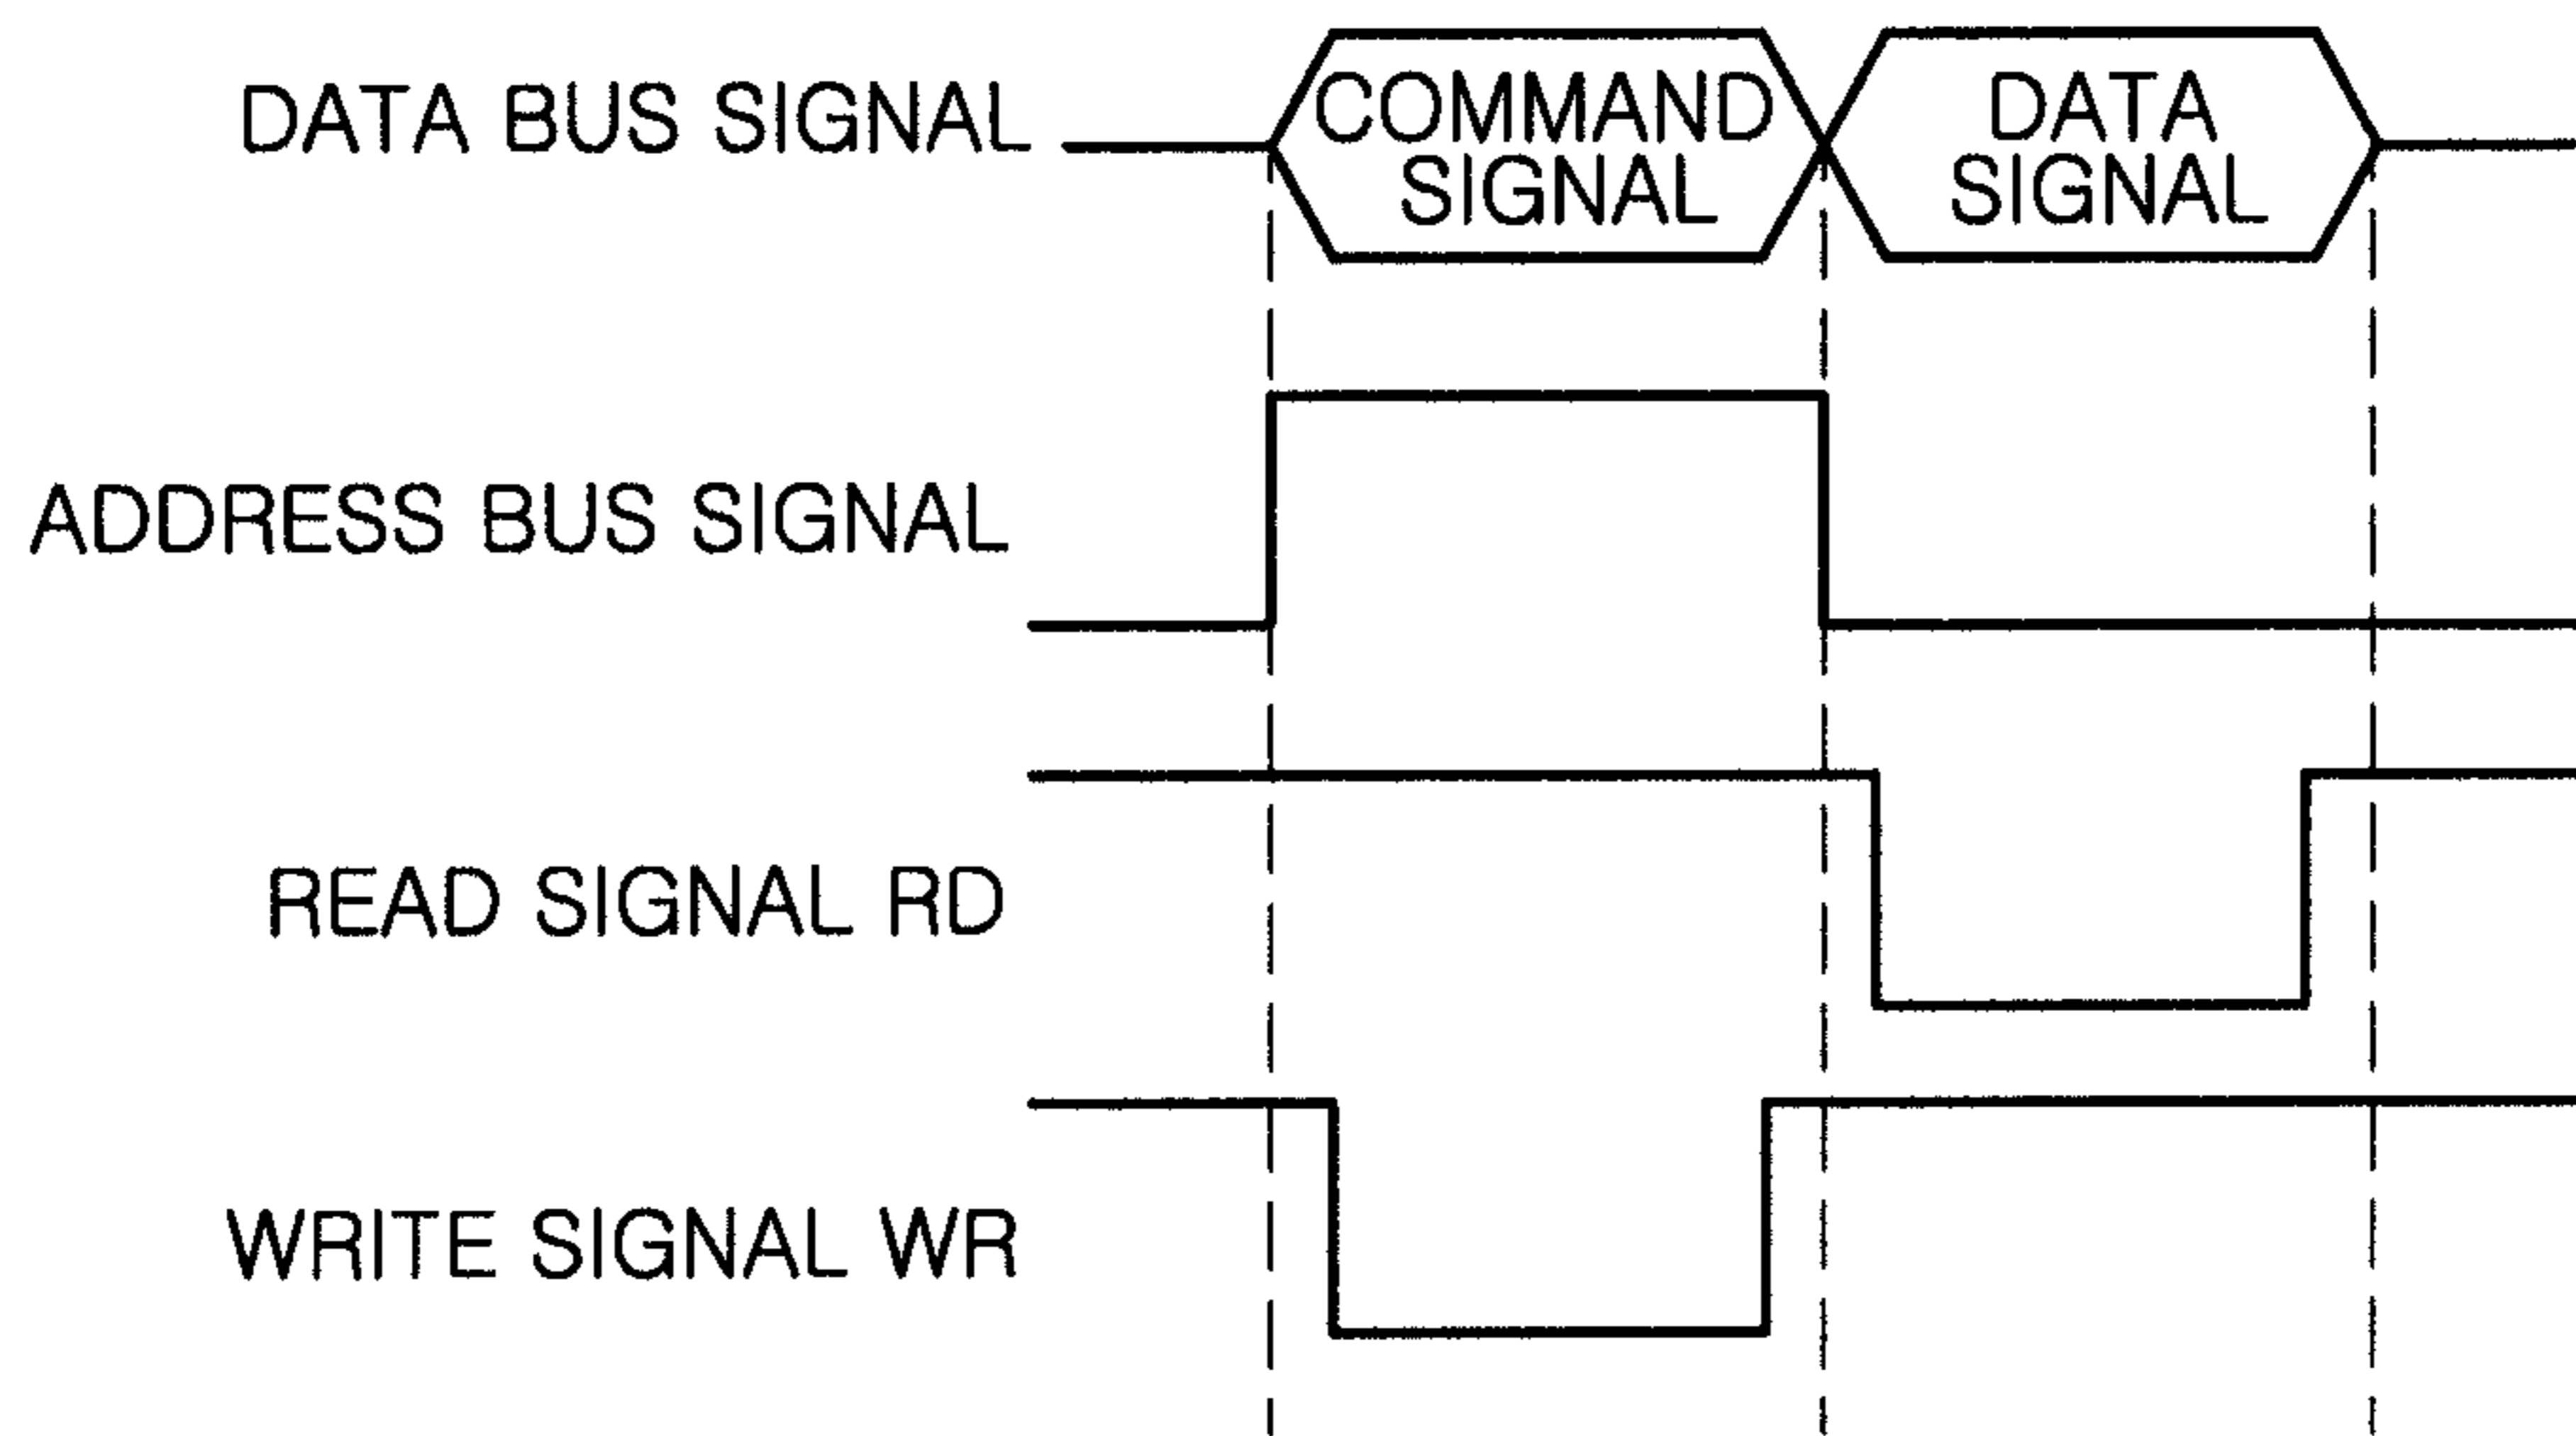 DATA BUS SIGNAL
COMMAND
SIGNAL
DATA
SIGNAL
ADDRESS BUS SIGNAL
READ SIGNAL RD
WRITE SIGNAL WR